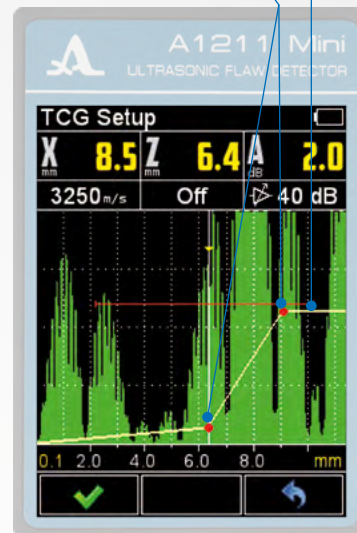 A1211 Mini
ULTRASONIC FLAW DETECTOR
TCG Setup
X mm 8.5 Z mm 6.4 A dB 2.0
3250 m/s Off 40 dB
0.1 2.0 4.0 6.0 8.0 mm